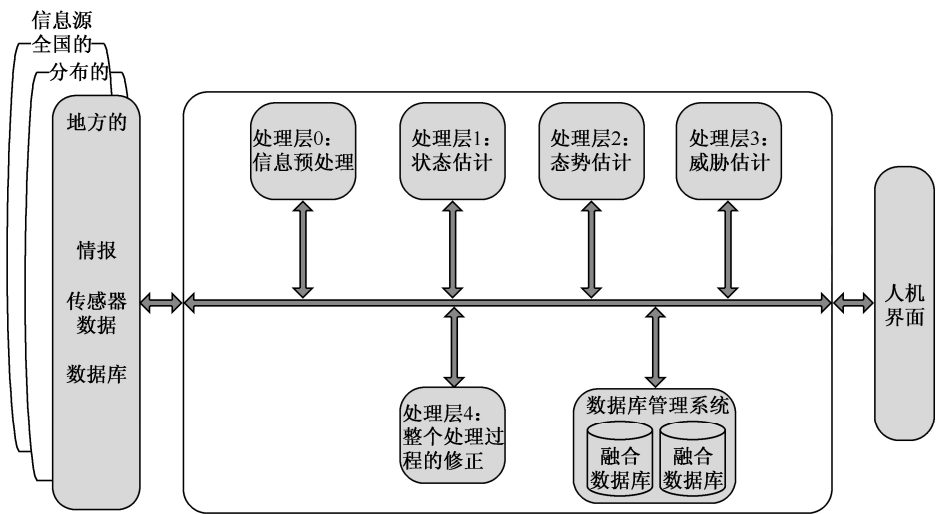 信息源
全国的
分布的
地方的
情报
传感器
数据
数据库
处理层0：
信息预处理
处理层1：
状态估计
处理层2：
态势估计
处理层3：
威胁估计
处理层4：
整个处理过
程的修正
数据库管理系统
融合
数据库
融合
数据库
人机
界面